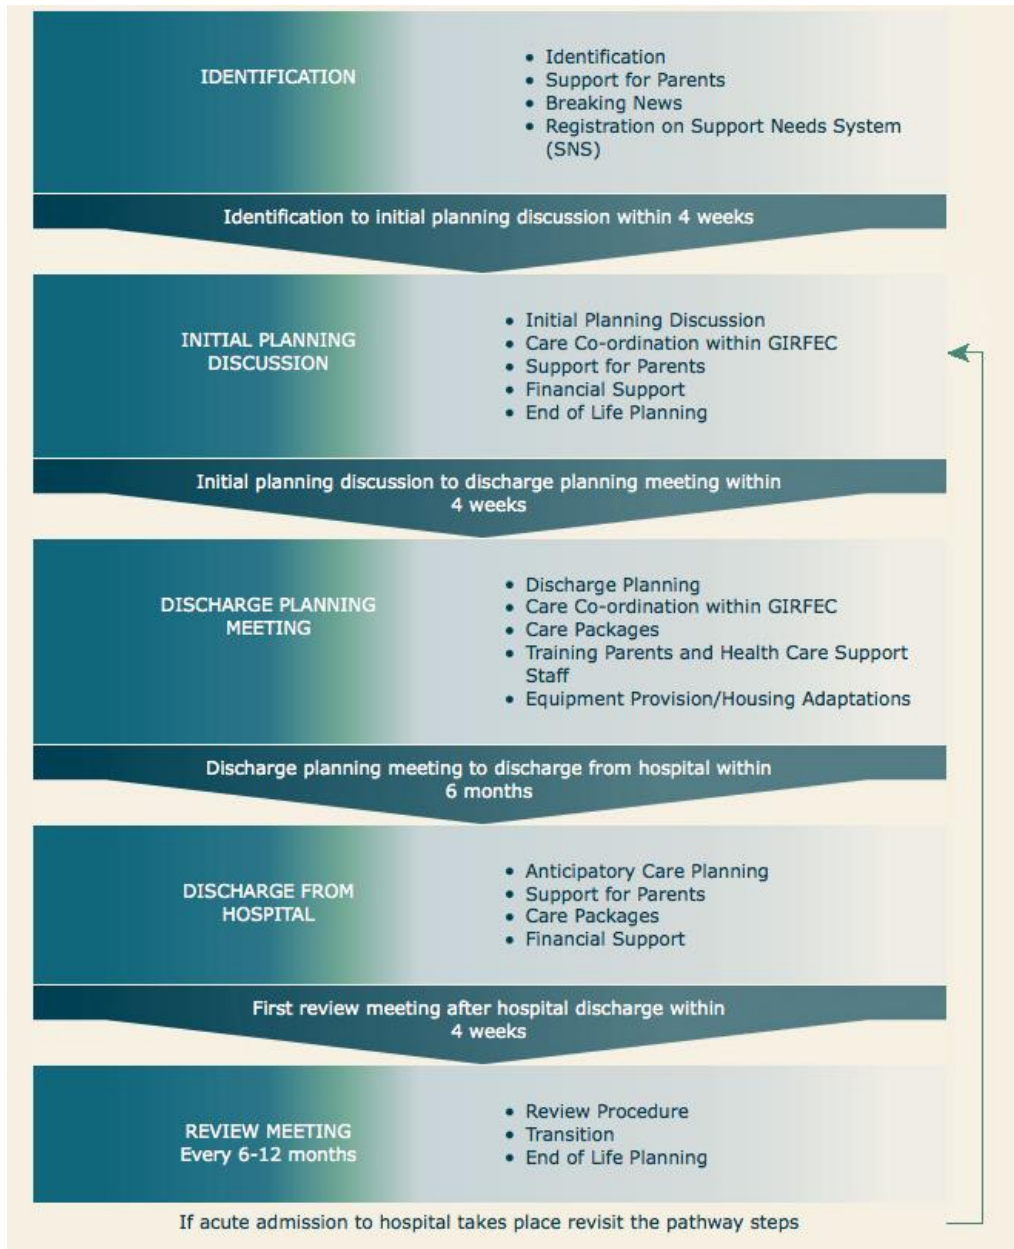 IDENTIFICATION
• Identification
• Support for Parents
• Breaking News
• Registration on Support Needs System
(SNS)
Identification to initial planning discussion within 4 weeks
INITIAL PLANNING
DISCUSSION
• Initial Planning Discussion
• Care Co-ordination within GIRFEC
• Support for Parents
• Financial Support
• End of Life Planning
Initial planning discussion to discharge planning meeting within
4 weeks
DISCHARGE PLANNING
MEETING
• Discharge Planning
• Care Co-ordination within GIRFEC
• Care Packages
• Training Parents and Health Care Support
Staff
• Equipment Provision/Housing Adaptations
Discharge planning meeting to discharge from hospital within
6 months
DISCHARGE FROM
HOSPITAL
• Anticipatory Care Planning
• Support for Parents
• Care Packages
• Financial Support
First review meeting after hospital discharge within
4 weeks
REVIEW MEETING
Every 6-12 months
• Review Procedure
• Transition
• End of Life Planning
If acute admission to hospital takes place revisit the pathway steps